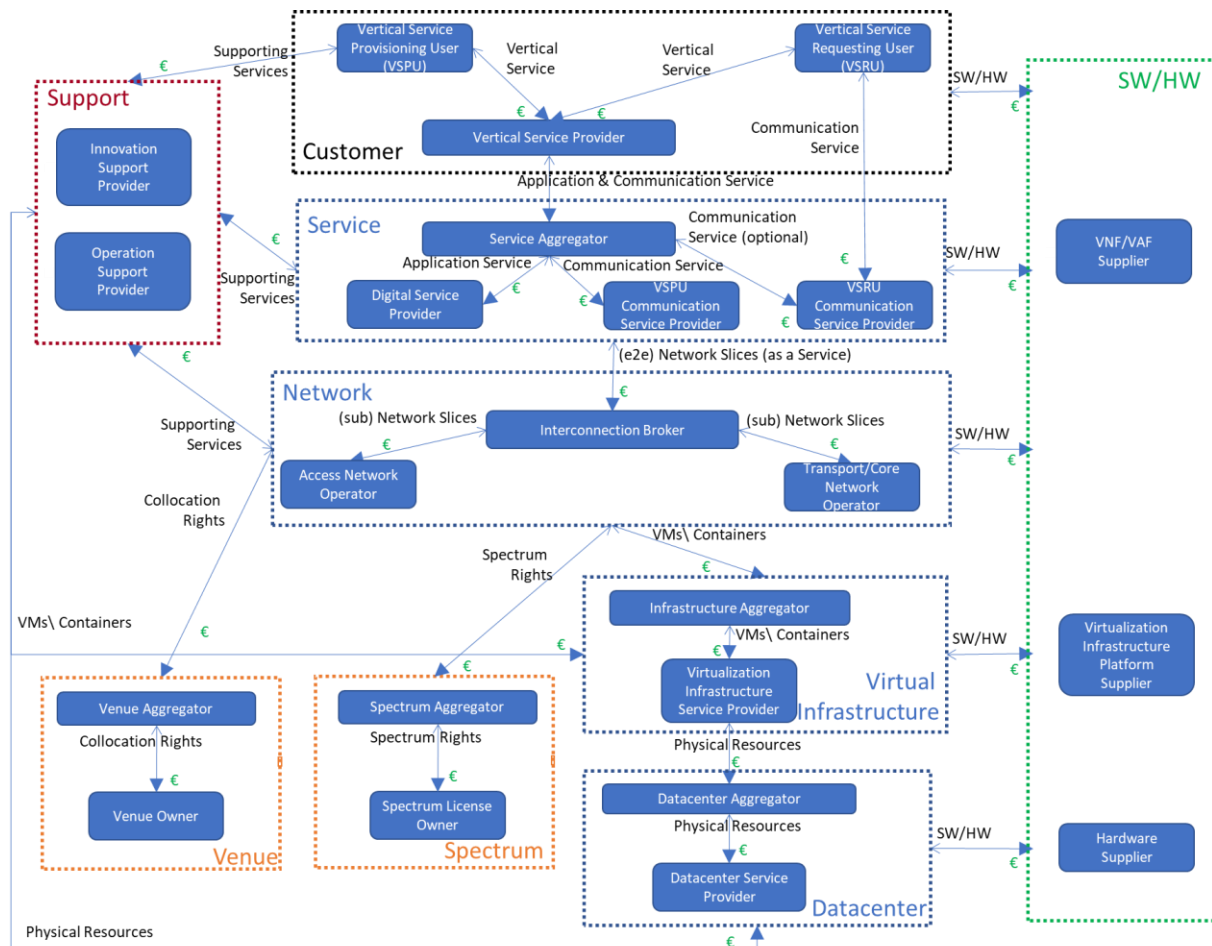 Vertical Service
Provisioning User
(VSPU)
Vertical Service
Requesting User
(VSRU)
Supporting
Services
€
Vertical
Service
Vertical
Service
SW/HW
€
SW/HW
Support
€
€
Innovation
Support
Provider
Customer
Vertical Service Provider
Communication
Service
Application & Communication Service
Service
Communication
Service (optional)
Service Aggregator
€
SW/HW
VNF/VAF
Supplier
Operation
Support
Provider
Supporting
Services
Application Service
Communication Service
€
€
€
€
Digital Service
Provider
VSPU
Communication
Service Provider
€
VSRU
Communication
Service Provider
€
(e2e) Network Slices (as a Service)
€
Network
(sub) Network Slices
(sub) Network Slices
Supporting
Services
Interconnection Broker
SW/HW
€
€
€
Access Network
Operator
Transport/Core
Network
Operator
Collocation
Rights
VMs\ Containers
Spectrum
Rights
€
€
Infrastructure Aggregator
VMs\ Containers
€
VMs\ Containers
SW/HW
Virtualization
Infrastructure
Platform
Supplier
€
€
€
€
€
Virtualization
Infrastructure
Service Provider
Virtual
Infrastructure
Venue Aggregator
Spectrum Aggregator
Collocation Rights
Spectrum Rights
Physical Resources
€
€
€
Datacenter Aggregator
Venue Owner
Spectrum License
Owner
Physical Resources
SW/HW
Hardware
Supplier
Venue
Spectrum
€
€
Datacenter Service
Provider
Datacenter
Physical Resources
€